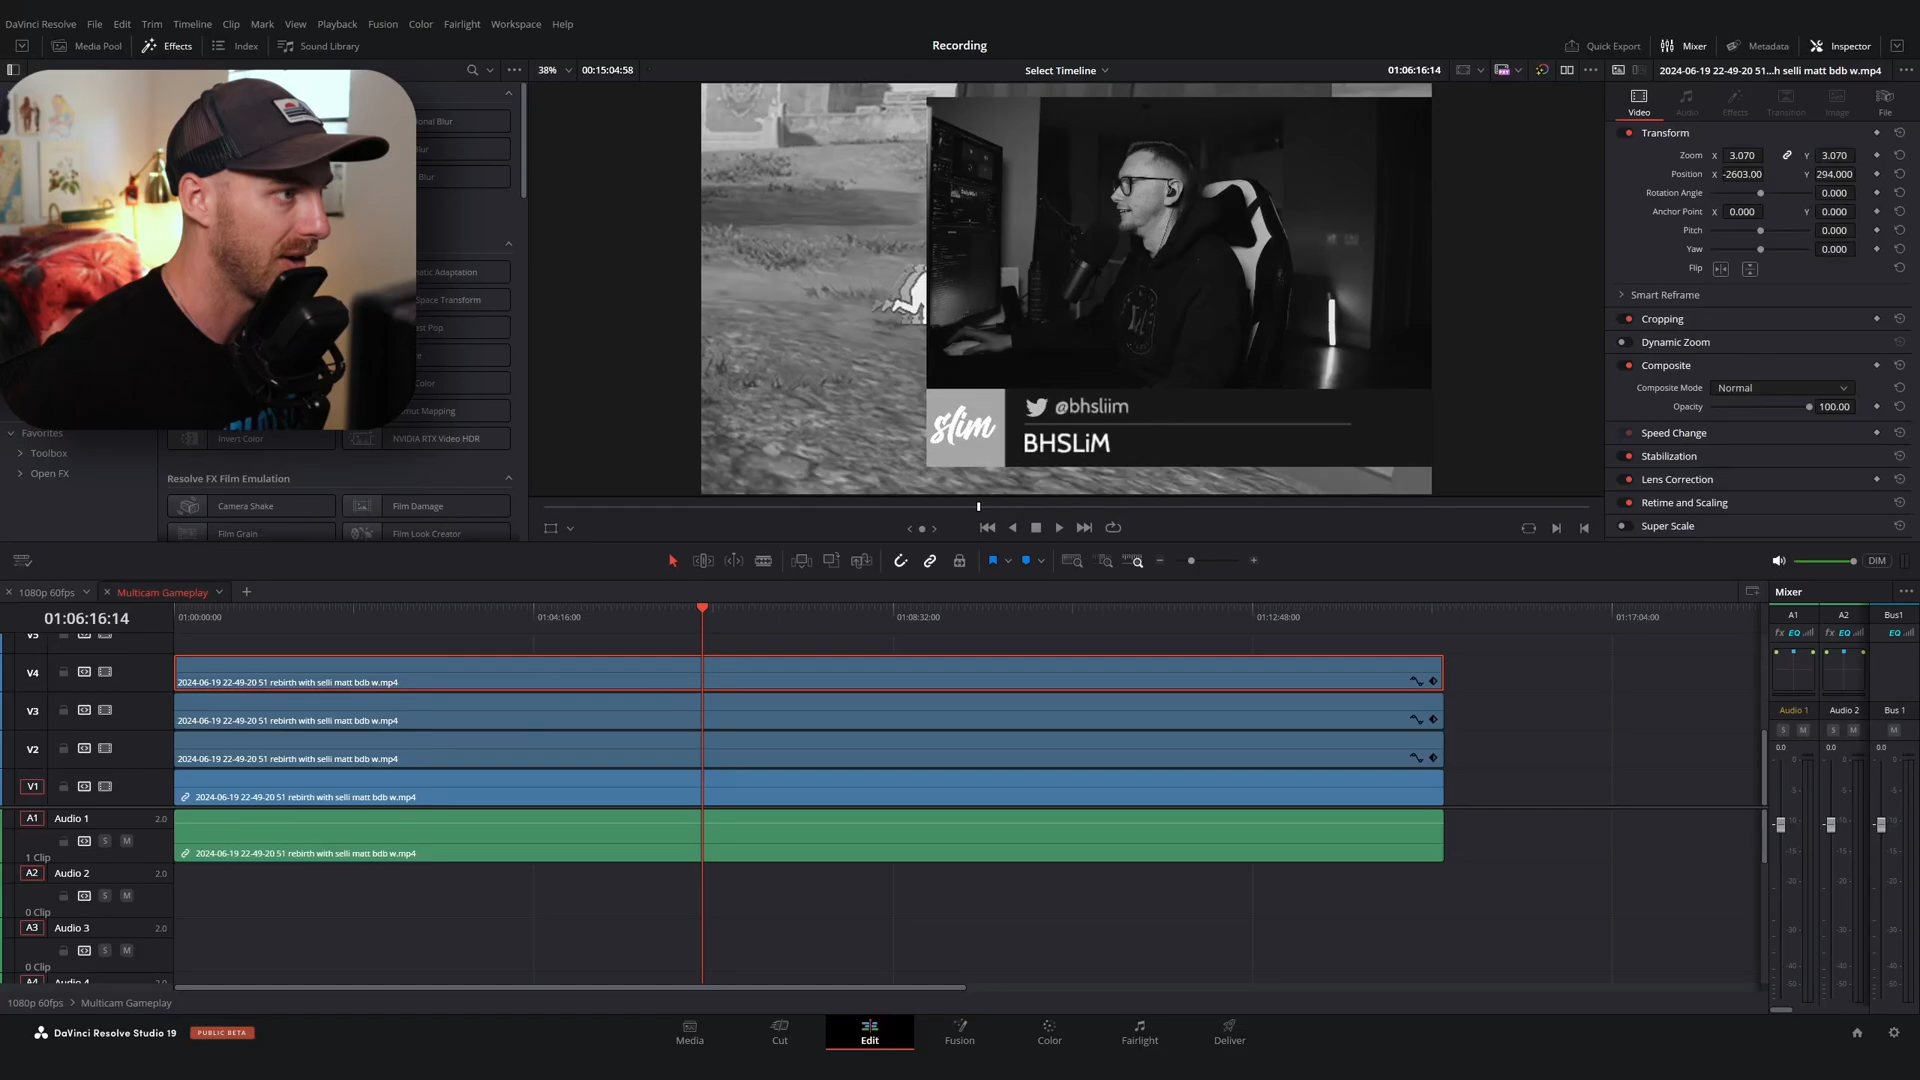 DaVinci Resolve File Edit Trim Timeline Clip Mark View Playback Fusion Color Fairlight Workspace Help
Media Pool Effects Index Sound Library Recording Quick Export Mixer Metadata Inspector
38% 00:15:04:58 Select Timeline 01:06:16:14 2024-06-19 22-49-20 51...h selli matt bdb w.mp4
Video Audio Effects Transition Image File
Transform
Zoom X 3.070 Y 3.070
Position X -2603.00 Y 294.000
Rotation Angle 0.000
Anchor Point X 0.000 Y 0.000
Pitch 0.000
Yaw 0.000
Flip
Smart Reframe
Cropping
Dynamic Zoom
Composite
Composite Mode Normal
Opacity 100.00
Speed Change
Stabilization
Lens Correction
Retime and Scaling
Super Scale
onal Blur
Blur
Color
Invert Color NVIDIA RTX Video HDR
Resolve FX Film Emulation
Camera Shake Film Damage
Film Grain Film Look Creator
Favorites
Labels
Open FX
slim
@bhsliim
BHSLiM
DIM
1080p 60fps Multicam Gameplay
01:06:16:14 01:00:00:00 01:04:16:00 01:08:32:00 01:12:48:00 01:17:04:00
V5
V4 2024-06-19 22-49-20 51 rebirth with selli matt bdb w.mp4
V3 2024-06-19 22-49-20 51 rebirth with selli matt bdb w.mp4
V2 2024-06-19 22-49-20 51 rebirth with selli matt bdb w.mp4
V1 2024-06-19 22-49-20 51 rebirth with selli matt bdb w.mp4
A1 Audio 1 2.0
S M
1 Clip 2024-06-19 22-49-20 51 rebirth with selli matt bdb w.mp4
A2 Audio 2 2.0
S M
0 Clip
A3 Audio 3 2.0
S M
0 Clip
A4 Audio 4 2.0
Mixer
A1 A2 Bus1
fx EQ fx EQ EQ
Audio 1 Audio 2 Bus 1
S M S M M
0.0 0.0 0.0
1080p 60fps > Multicam Gameplay
DaVinci Resolve Studio 19 PUBLIC BETA
Media Cut Edit Fusion Color Fairlight Deliver